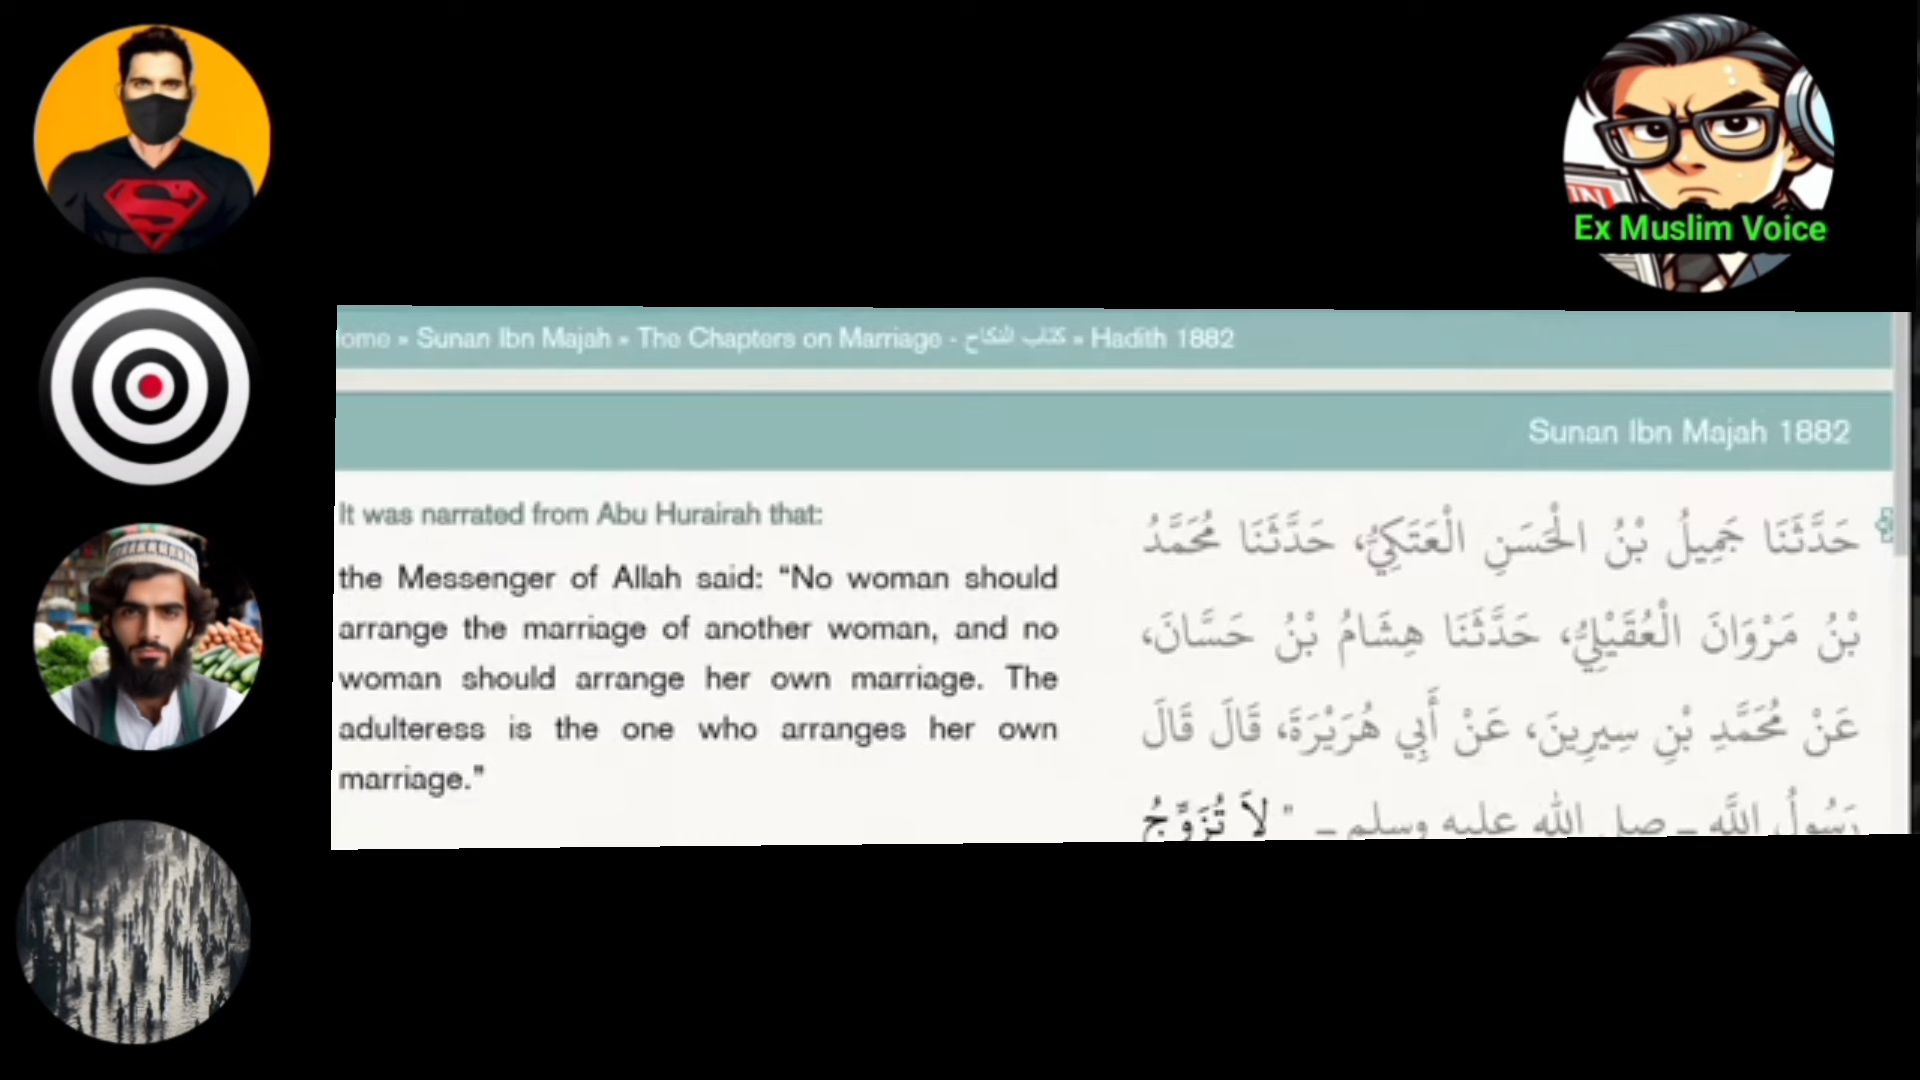 Ex Muslim Voice
ome » Sunan Ibn Majah » The Chapters on Marriage - كتاب النكاح » Hadith 1882
Sunan Ibn Majah 1882
It was narrated from Abu Hurairah that:
the Messenger of Allah said: “No woman should
arrange the marriage of another woman, and no
woman should arrange her own marriage. The
adulteress is the one who arranges her own
marriage.”
حَدَّثَنَا جَمِيلُ بْنُ الْحَسَنِ الْعَتَكِيُّ، حَدَّثَنَا مُحَمَّدُ
بْنُ مَرْوَانَ الْعُقَيْلِيُّ، حَدَّثَنَا هِشَامُ بْنُ حَسَّانَ،
عَنْ مُحَمَّدِ بْنِ سِيرِينَ، عَنْ أَبِي هُرَيْرَةَ، قَالَ قَالَ
رَسُولُ اللَّهِ ـ صلى الله عليه وسلم ـ " لاَ تُزَوِّجُ